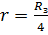 r = R₃/4